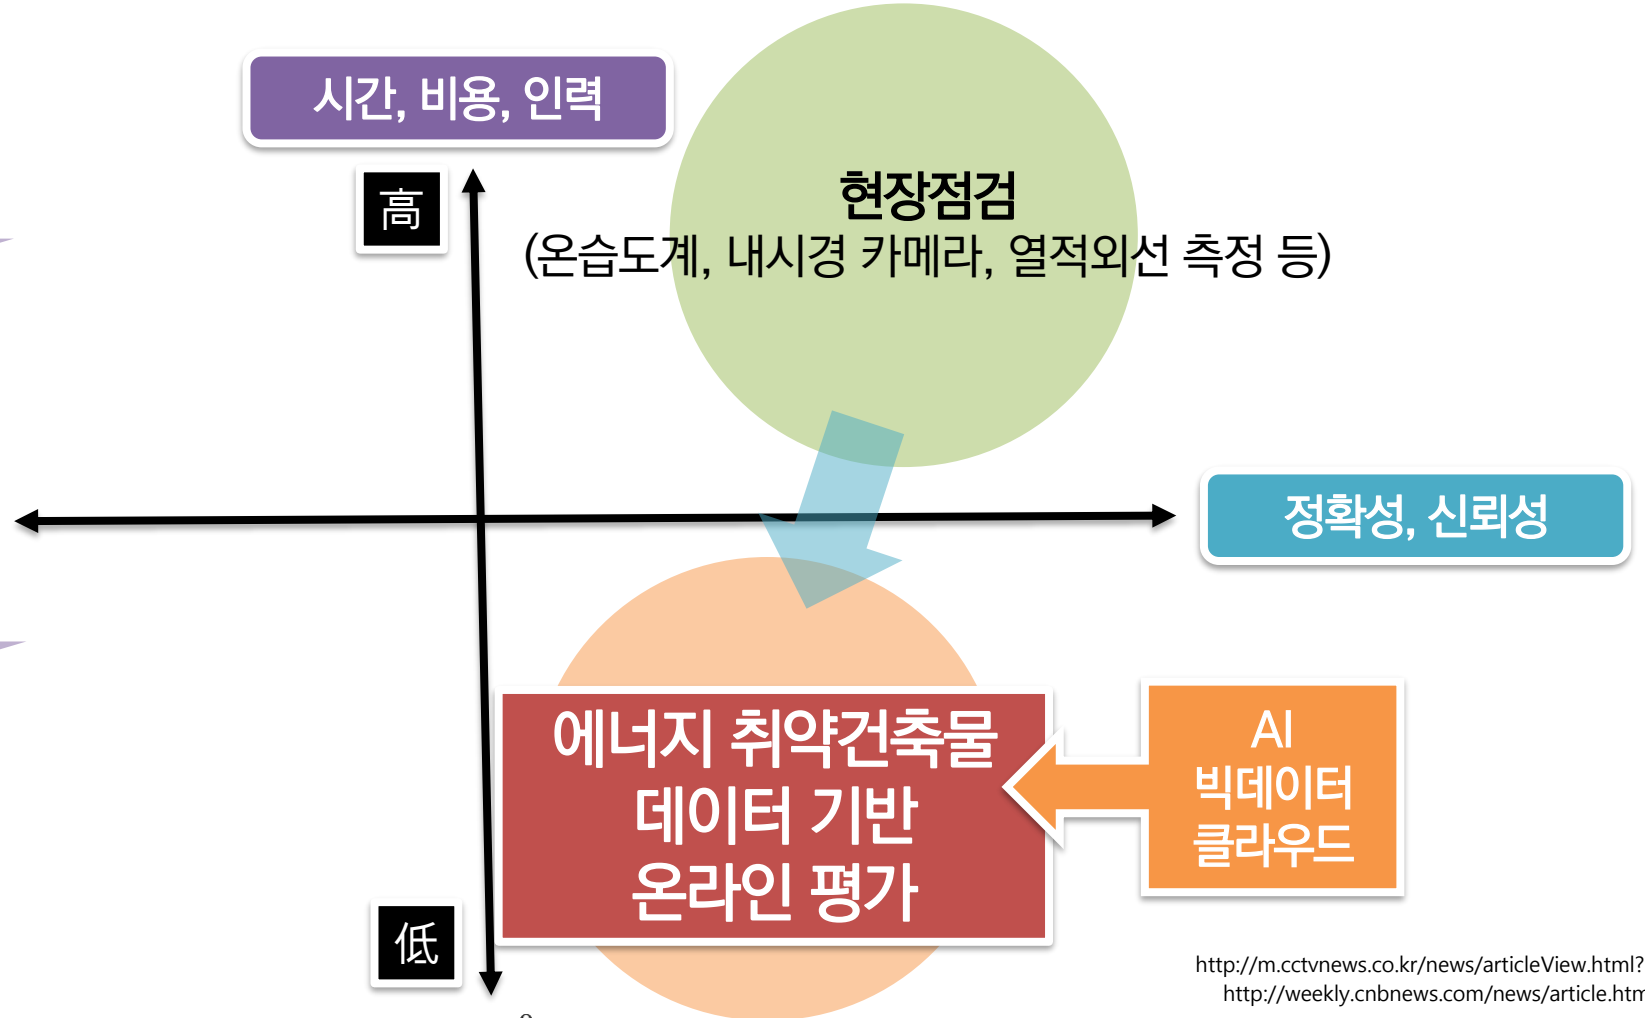 시간, 비용, 인력
高
현장점검
(온습도계, 내시경 카메라, 열적외선 측정 등)
정확성, 신뢰성
에너지 취약건축물
데이터 기반
온라인 평가
AI
빅데이터
클라우드
低
http://m.cctvnews.co.kr/news/articleView.html?
http://weekly.cnbnews.com/news/article.htm